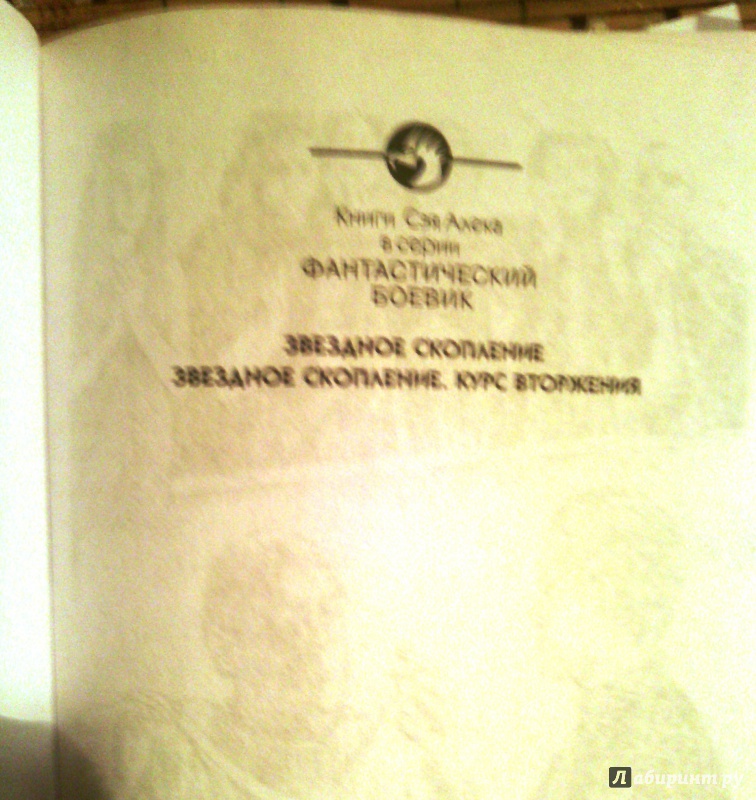 Книги Сэя Алека
в серии
ФАНТАСТИЧЕСКИЙ
БОЕВИК
ЗВЕЗДНОЕ СКОПЛЕНИЕ
ЗВЕЗДНОЕ СКОПЛЕНИЕ. КУРС ВТОРЖЕНИЯ
Лабиринт.ру